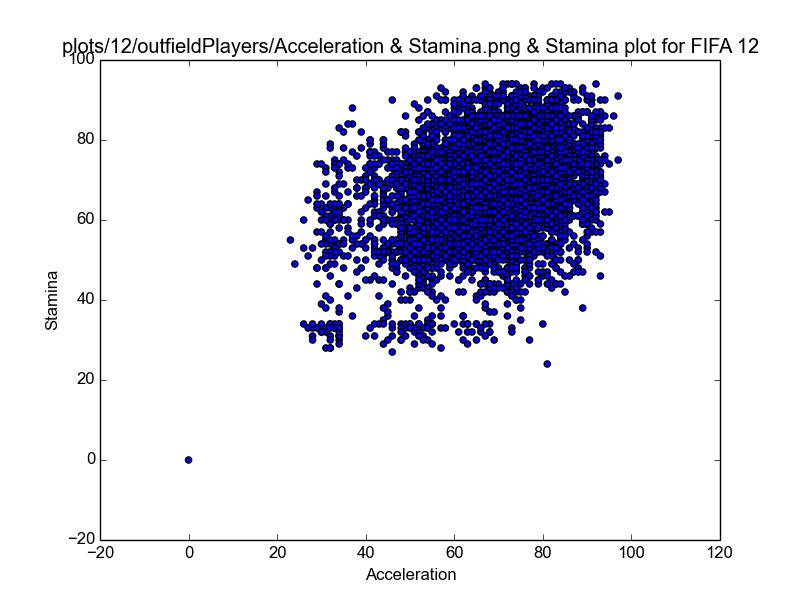 plots/12/outfieldPlayers/Acceleration & Stamina.png & Stamina plot for FIFA 12
100
80
60
40
20
0
−20
−20 0 20 40 60 80 100 120
Stamina
Acceleration